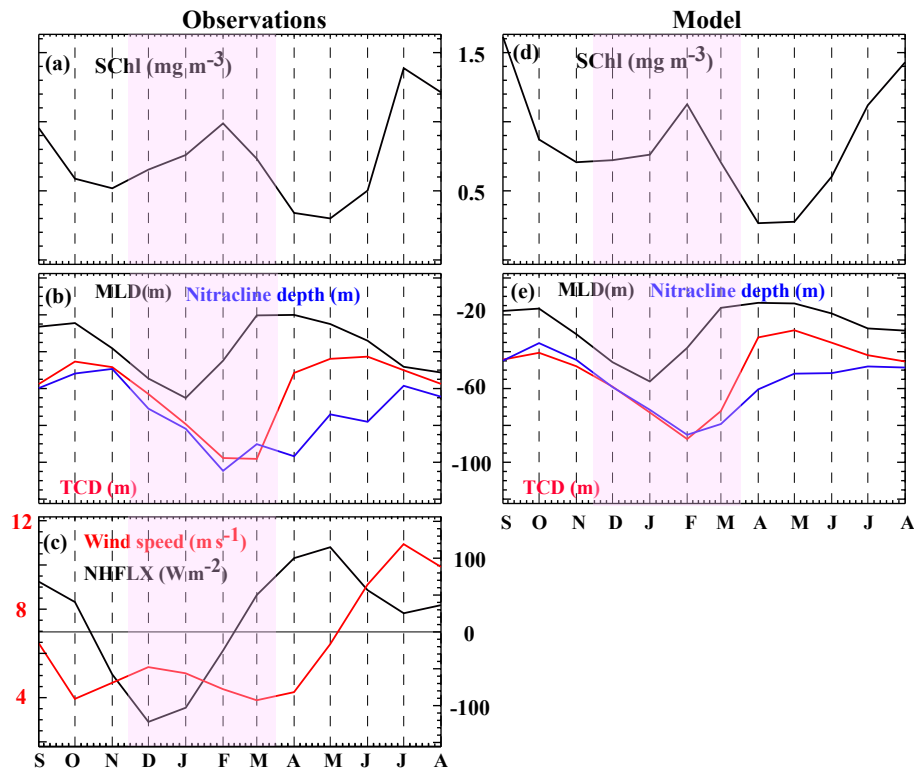 Observations
Model
(a)
SChl (mg m-3)
1.5
0.5
(d)
SChl (mg m-3)
(b)
MLD(m)
Nitracline depth (m)
TCD (m)
-20
-60
-100
(e)
MLD(m)
Nitracline depth (m)
TCD (m)
S O N D J F M A M J J A
12
8
4
(c)
Wind speed (m s-1)
NHFLX (W m-2)
100
0
-100
S O N D J F M A M J J A